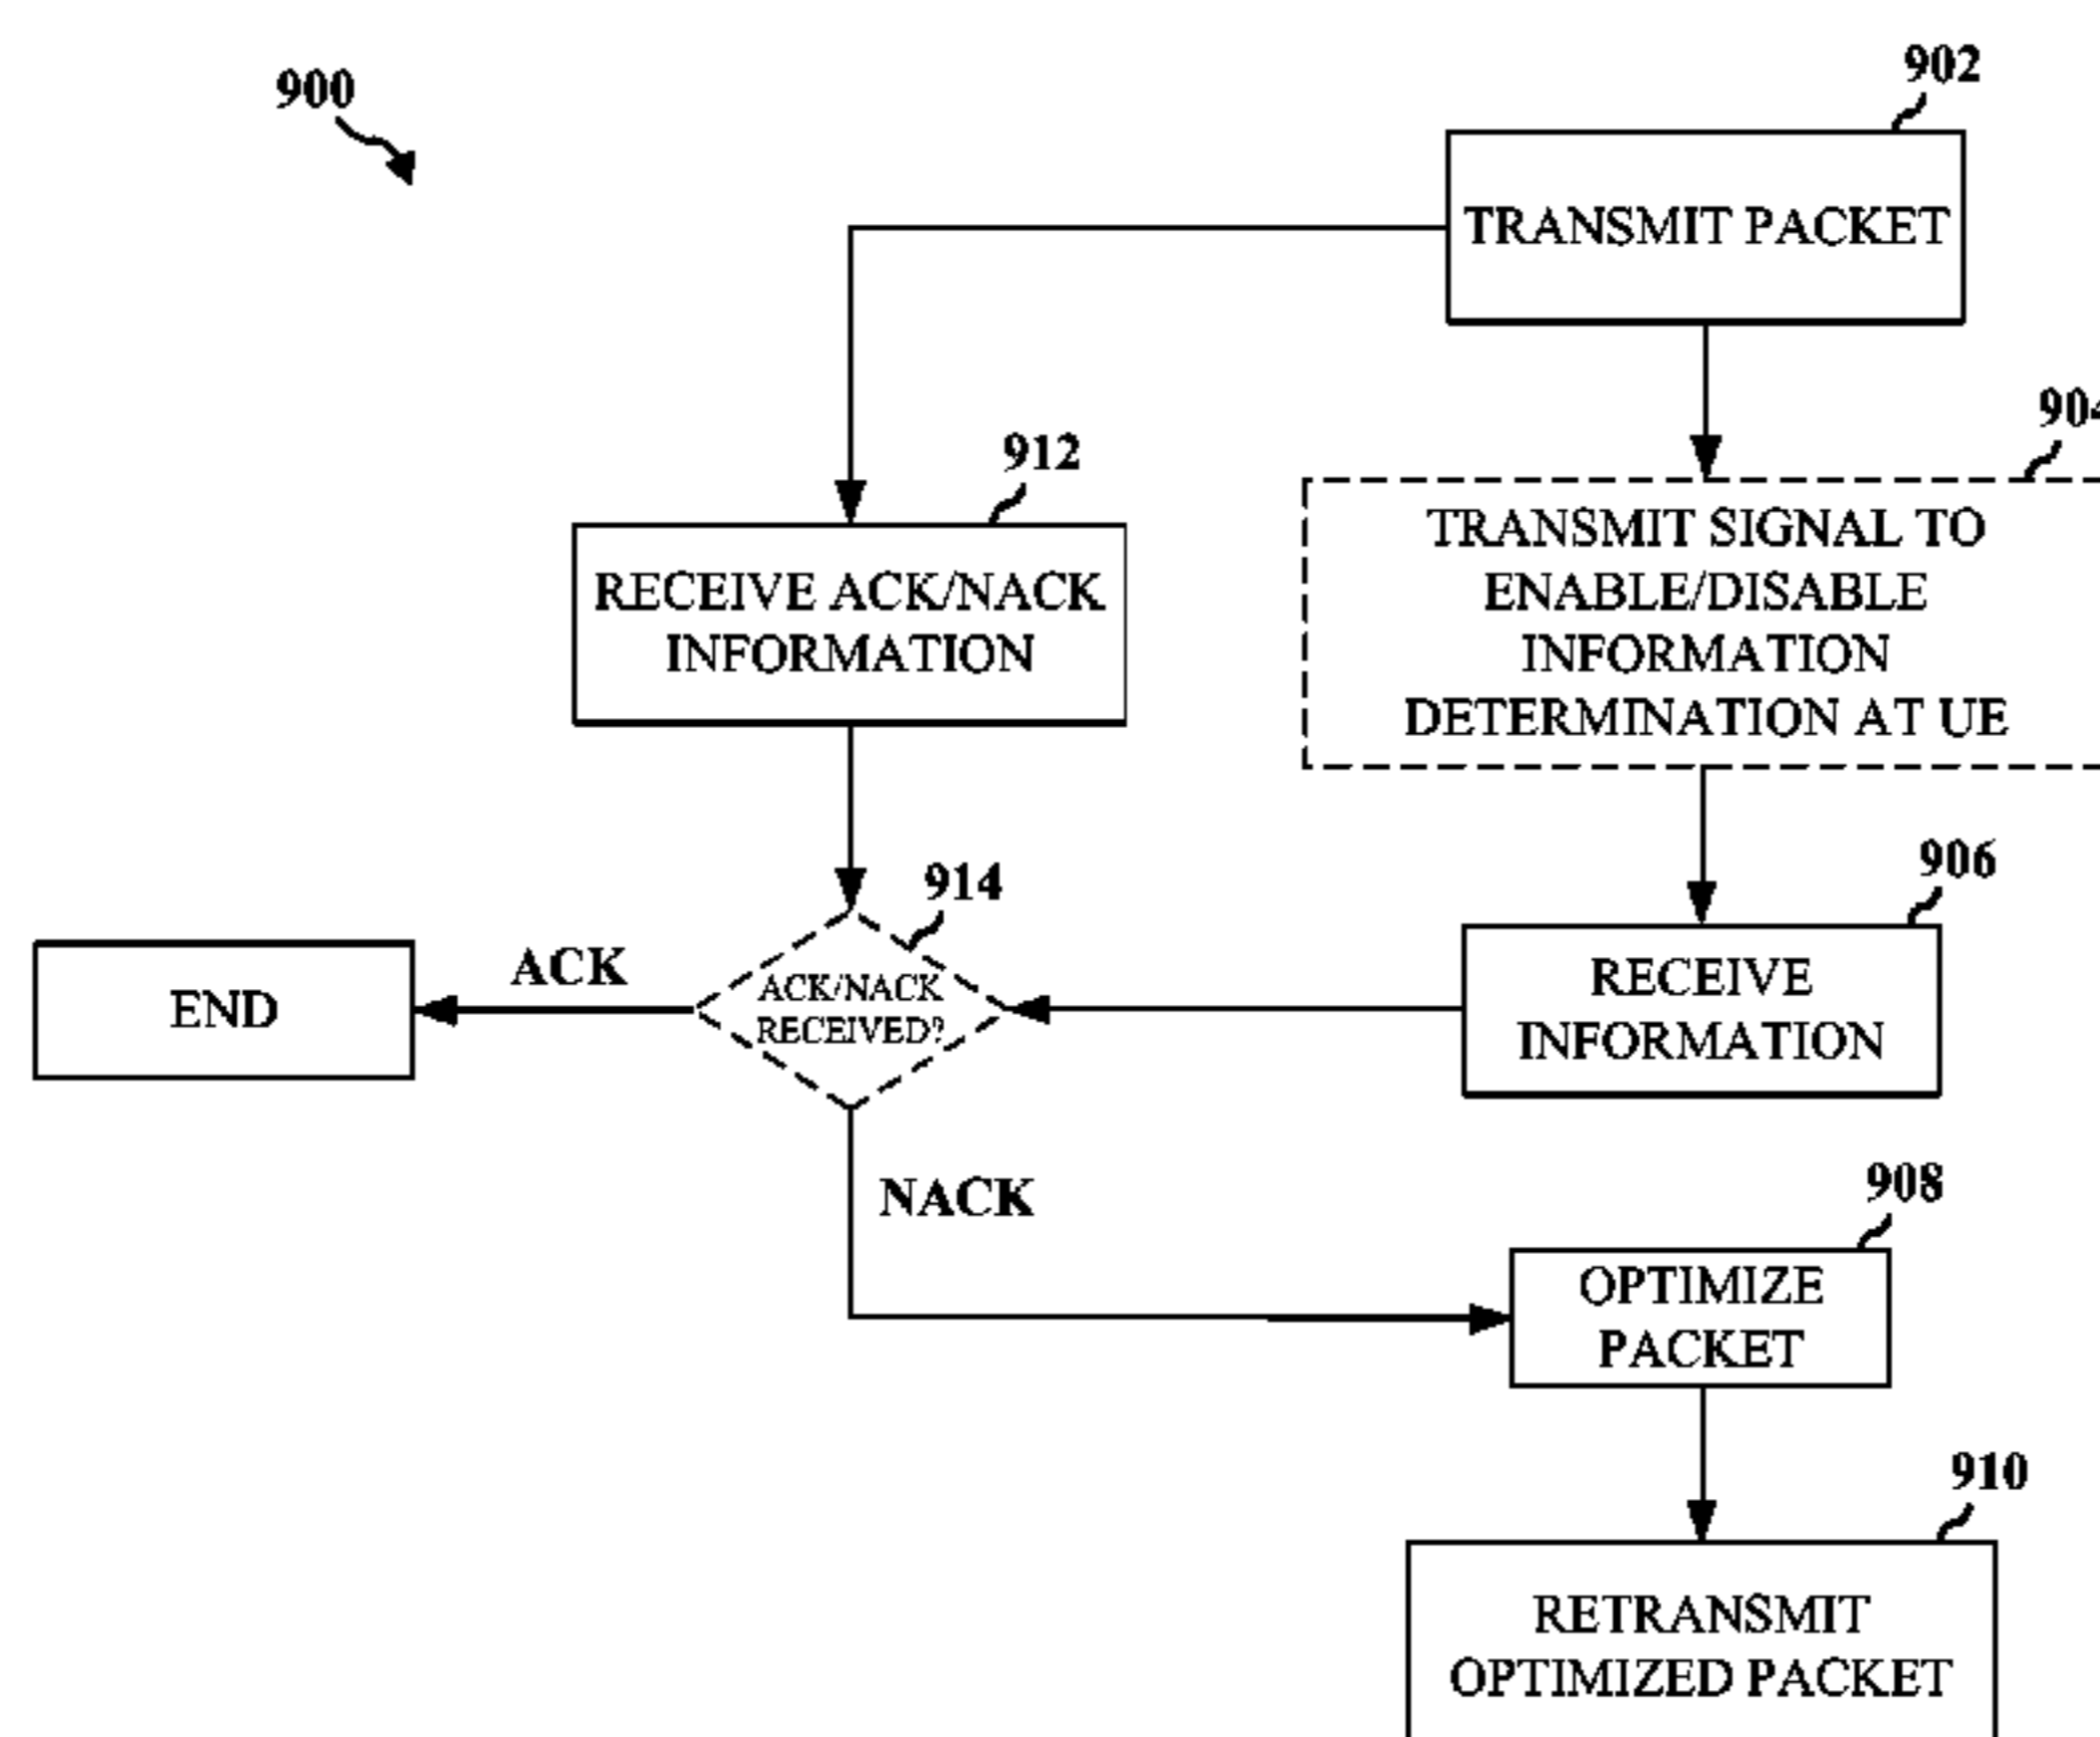 900
902
TRANSMIT PACKET
904
TRANSMIT SIGNAL TO
ENABLE/DISABLE
INFORMATION
DETERMINATION AT UE
912
RECEIVE ACK/NACK
INFORMATION
906
RECEIVE
INFORMATION
914
ACK/NACK
RECEIVED?
ACK
END
NACK
908
OPTIMIZE
PACKET
910
RETRANSMIT
OPTIMIZED PACKET